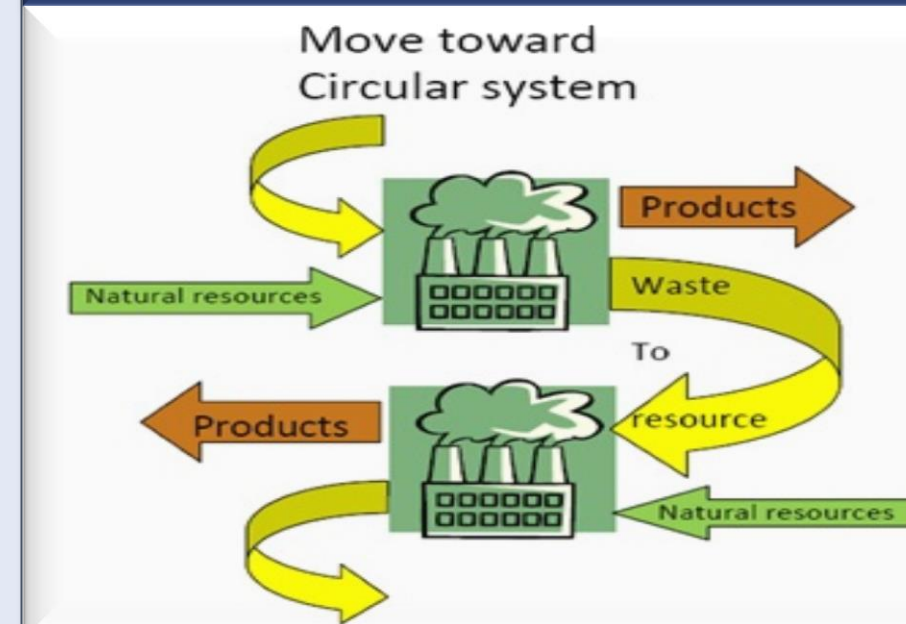 Move toward
Circular system
Products
Natural resources
Waste
To
resource
Products
Natural resources